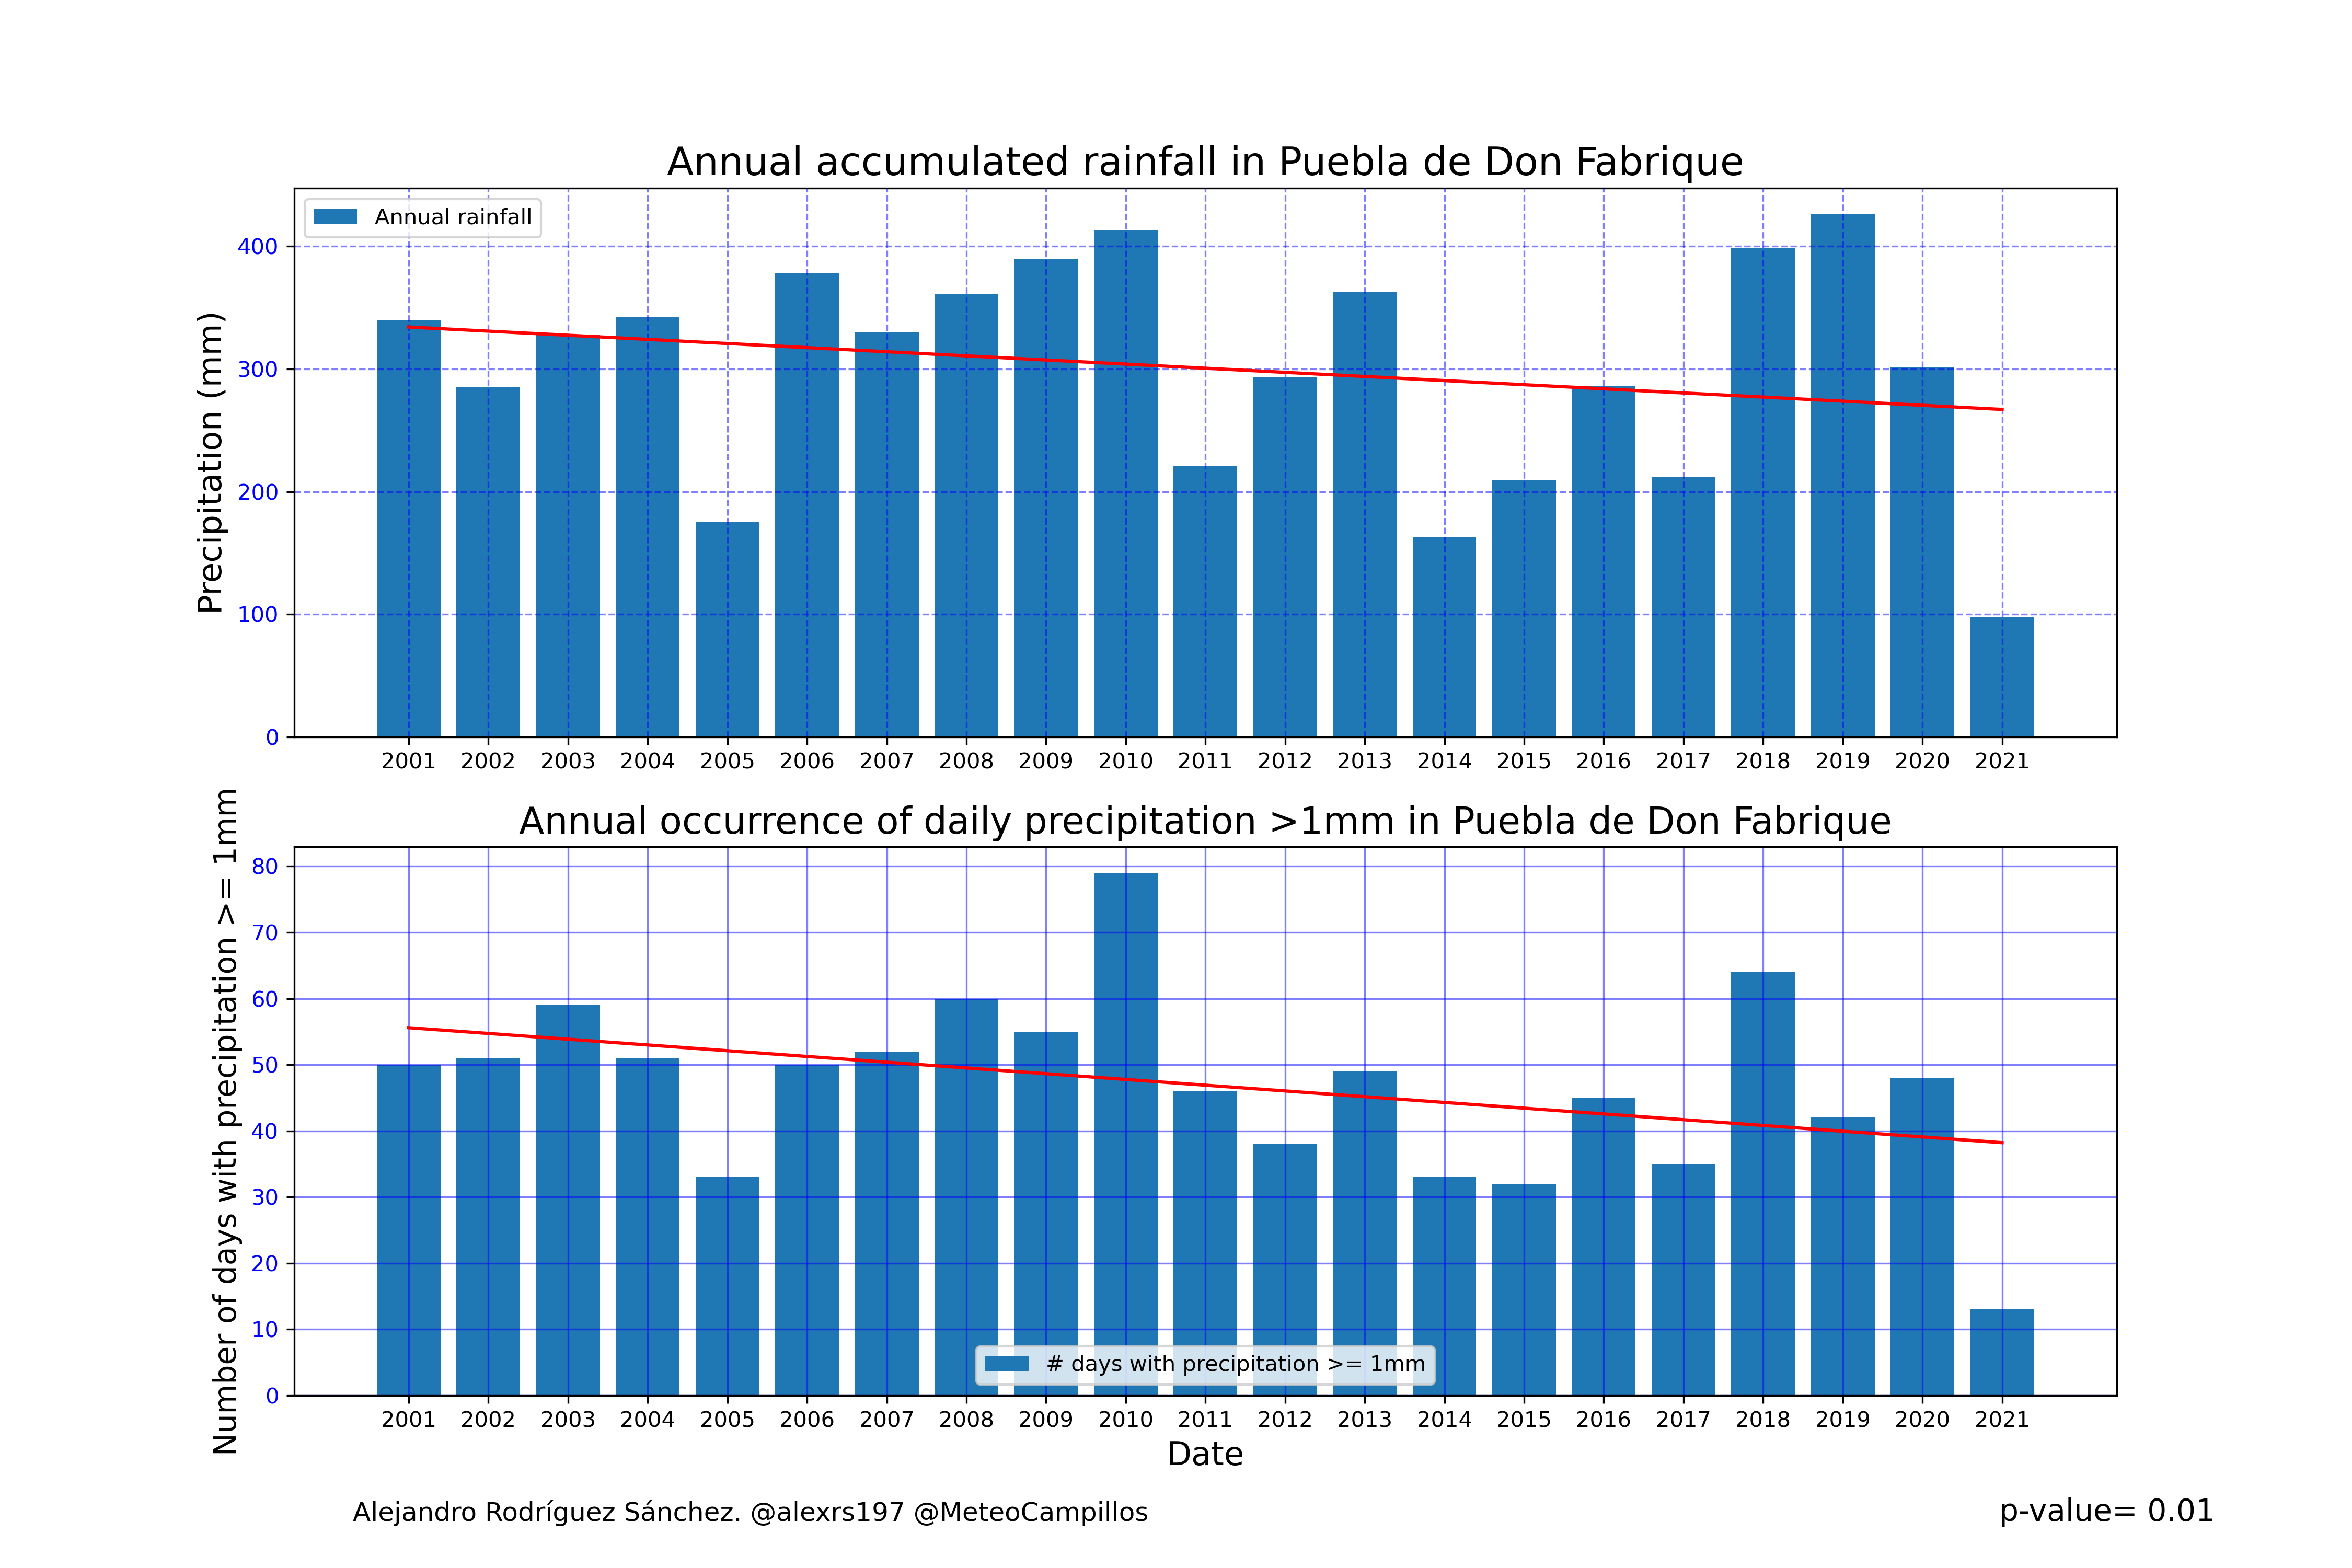 Annual accumulated rainfall in Puebla de Don Fabrique
Annual rainfall
Precipitation (mm)
400
300
200
100
0
2001 2002 2003 2004 2005 2006 2007 2008 2009 2010 2011 2012 2013 2014 2015 2016 2017 2018 2019 2020 2021
Annual occurrence of daily precipitation >1mm in Puebla de Don Fabrique
Number of days with precipitation >= 1mm
80
70
60
50
40
30
20
10
0
# days with precipitation >= 1mm
2001 2002 2003 2004 2005 2006 2007 2008 2009 2010 2011 2012 2013 2014 2015 2016 2017 2018 2019 2020 2021
Date
Alejandro Rodríguez Sánchez. @alexrs197 @MeteoCampillos
p-value= 0.01